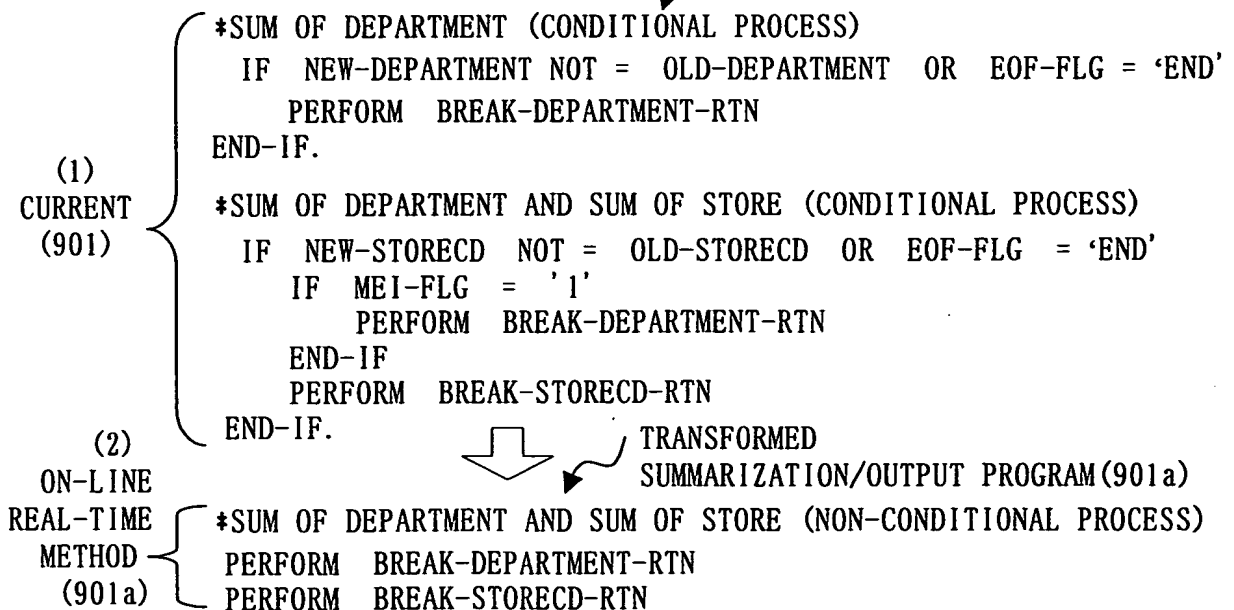 *SUM OF DEPARTMENT (CONDITIONAL PROCESS)
IF NEW-DEPARTMENT NOT = OLD-DEPARTMENT OR EOF-FLG = ‘END'
PERFORM BREAK-DEPARTMENT-RTN
END-IF.
(1)
CURRENT
(901)
*SUM OF DEPARTMENT AND SUM OF STORE (CONDITIONAL PROCESS)
IF NEW-STORECD NOT = OLD-STORECD OR EOF-FLG = ‘END'
IF MEI-FLG = '1'
PERFORM BREAK-DEPARTMENT-RTN
END-IF
PERFORM BREAK-STORECD-RTN
END-IF.
TRANSFORMED
SUMMARIZATION/OUTPUT PROGRAM(901a)
(2)
ON-LINE
REAL-TIME
METHOD
(901a)
*SUM OF DEPARTMENT AND SUM OF STORE (NON-CONDITIONAL PROCESS)
PERFORM BREAK-DEPARTMENT-RTN
PERFORM BREAK-STORECD-RTN